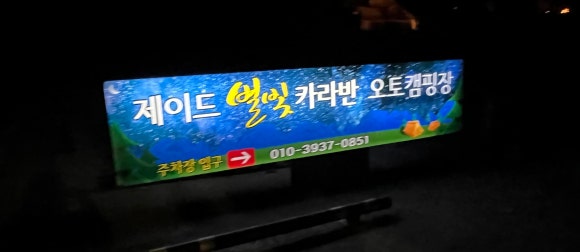 제이드 별빛 카라반 오토캠핑장
주차장 입구 → 010-3937-0851